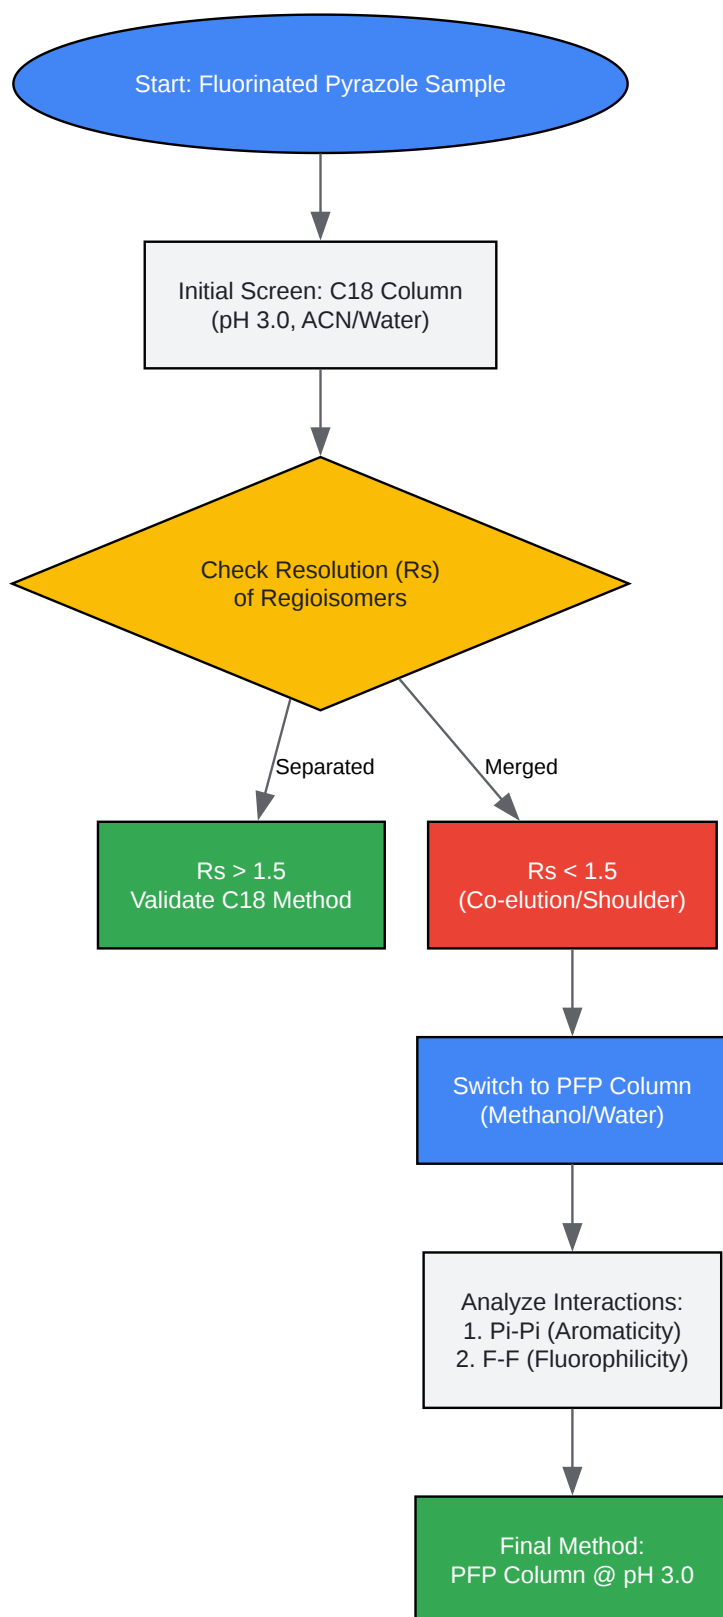 Start: Fluorinated Pyrazole Sample
Initial Screen: C18 Column
(pH 3.0, ACN/Water)
Check Resolution (Rs)
of Regioisomers
Separated
Merged
Rs > 1.5
Validate C18 Method
Rs < 1.5
(Co-elution/Shoulder)
Switch to PFP Column
(Methanol/Water)
Analyze Interactions:
1. Pi-Pi (Aromaticity)
2. F-F (Fluorophilicity)
Final Method:
PFP Column @ pH 3.0